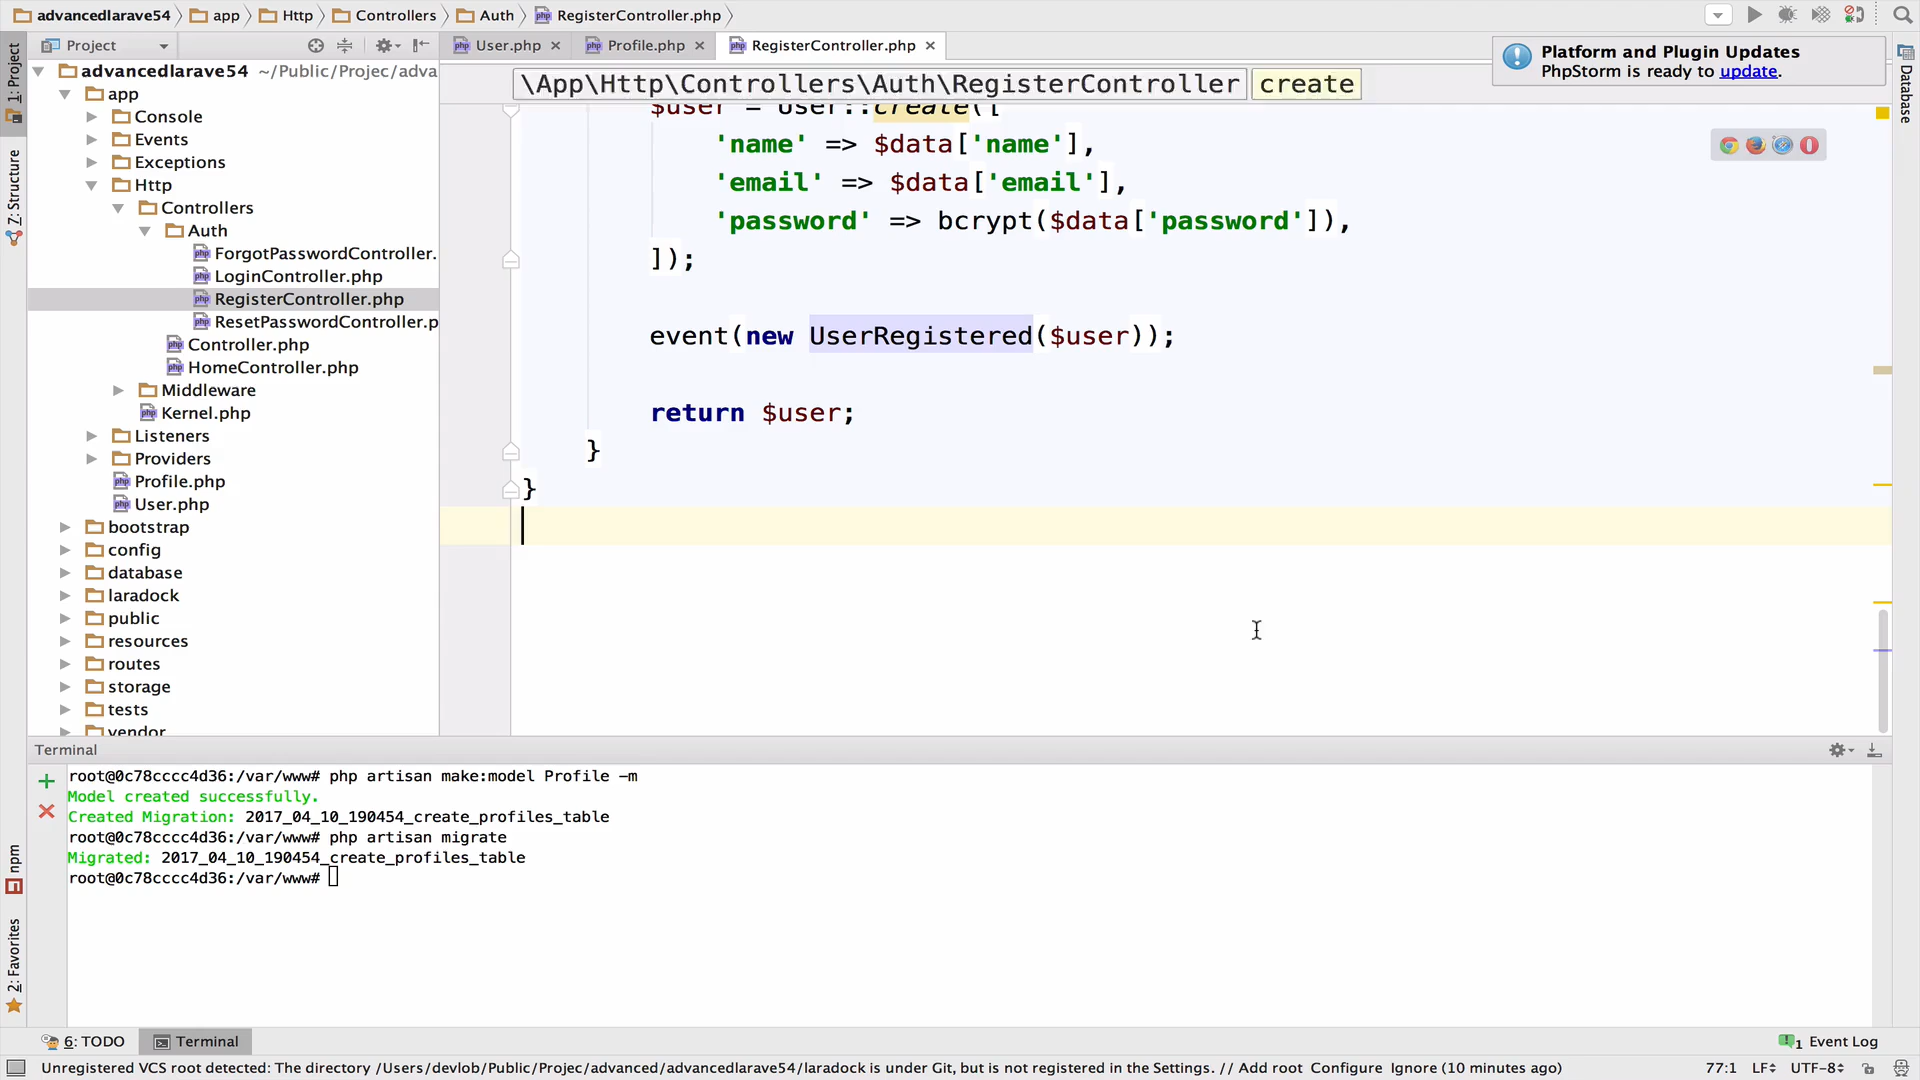 advancedlarave54 app Http Controllers Auth RegisterController.php
Project
User.php Profile.php RegisterController.php
Platform and Plugin Updates
PhpStorm is ready to update.
1: Project
Z: Structure
npm
2: Favorites
Database
advancedlarave54 ~/Public/Projec/adva
app
Console
Events
Exceptions
Http
Controllers
Auth
ForgotPasswordController.
LoginController.php
RegisterController.php
ResetPasswordController.p
Controller.php
HomeController.php
Middleware
Kernel.php
Listeners
Providers
Profile.php
User.php
bootstrap
config
database
laradock
public
resources
routes
storage
tests
vendor
\App\Http\Controllers\Auth\RegisterController create
$user = User::create([
'name' => $data['name'],
'email' => $data['email'],
'password' => bcrypt($data['password']),
]);
event(new UserRegistered($user));
return $user;
}
}
Terminal
root@0c78cccc4d36:/var/www# php artisan make:model Profile -m
Model created successfully.
Created Migration: 2017_04_10_190454_create_profiles_table
root@0c78cccc4d36:/var/www# php artisan migrate
Migrated: 2017_04_10_190454_create_profiles_table
root@0c78cccc4d36:/var/www#
6: TODO Terminal
1 Event Log
Unregistered VCS root detected: The directory /Users/devlob/Public/Projec/advanced/advancedlarave54/laradock is under Git, but is not registered in the Settings. // Add root Configure Ignore (10 minutes ago)
77:1 LF UTF-8